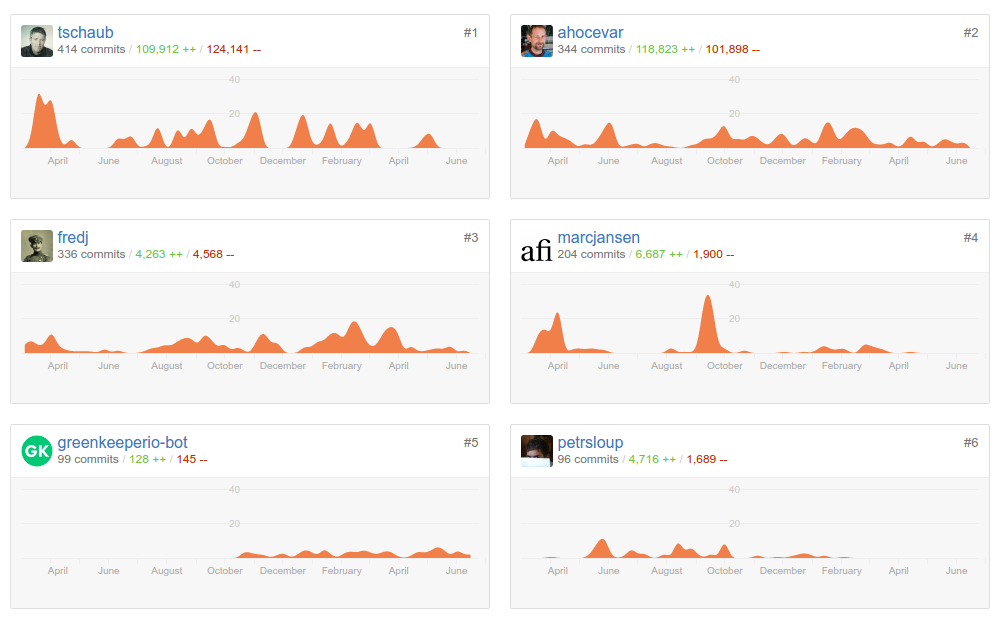 tschaub #1
414 commits / 109,912 ++ / 124,141 --
40
20
April June August October December February April June
ahocevar #2
344 commits / 118,823 ++ / 101,898 --
40
20
April June August October December February April June
fredj #3
336 commits / 4,263 ++ / 4,568 --
40
20
April June August October December February April June
afi marcjansen #4
204 commits / 6,687 ++ / 1,900 --
40
20
April June August October December February April June
GK greenkeeperio-bot #5
99 commits / 128 ++ / 145 --
40
20
April June August October December February April June
petrsloup #6
96 commits / 4,716 ++ / 1,689 --
40
20
April June August October December February April June